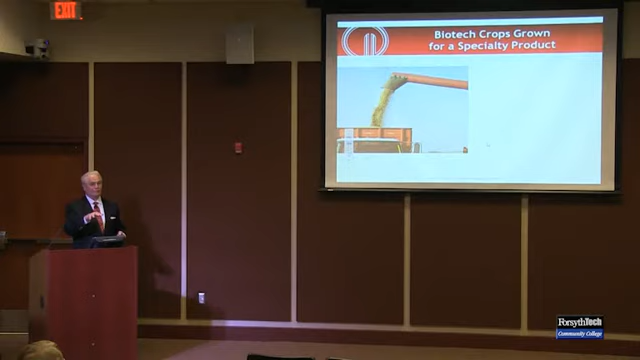 EXIT
Biotech Crops Grown
for a Specialty Product
ForsythTech
Community College